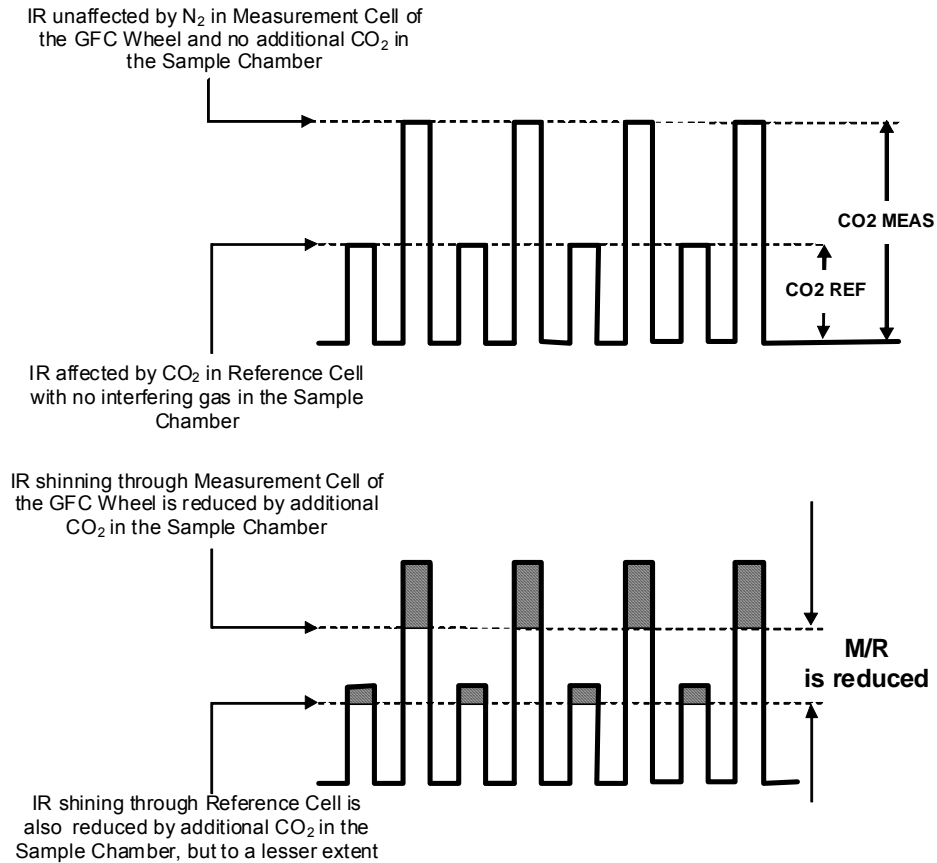 IR unaffected by N₂ in Measurement Cell of
the GFC Wheel and no additional CO₂ in
the Sample Chamber
CO2 MEAS
CO2 REF
IR affected by CO₂ in Reference Cell
with no interfering gas in the Sample
Chamber
IR shinning through Measurement Cell of
the GFC Wheel is reduced by additional
CO₂ in the Sample Chamber
M/R
is reduced
IR shining through Reference Cell is
also reduced by additional CO₂ in the
Sample Chamber, but to a lesser extent